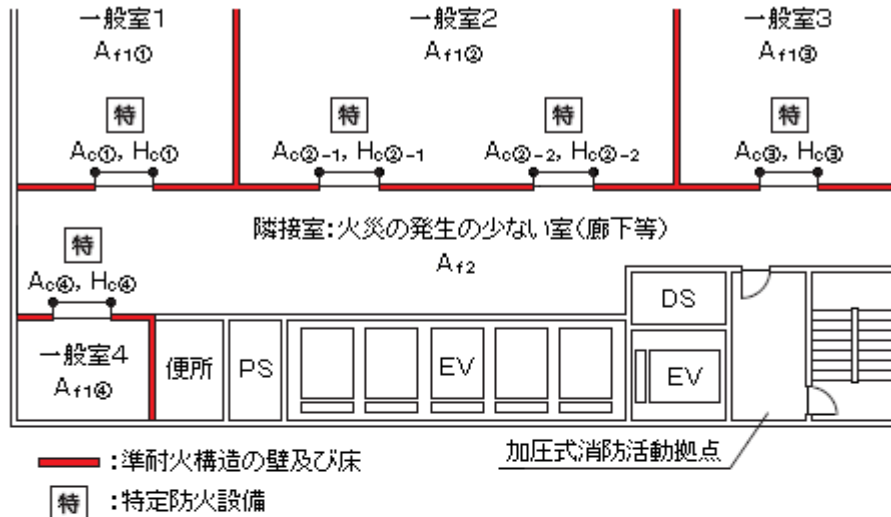 一般室1 一般室2 一般室3
Af1① Af1② Af1③
特 特 特 特
Ac①, Hc① Ac②-1, Hc②-1 Ac②-2, Hc②-2 Ac③, Hc③
隣接室:火災の発生の少ない室(廊下等)
Af2
特
Ac④, Hc④
一般室4
Af1④
便所 PS EV DS
EV
:準耐火構造の壁及び床
加圧式消防活動拠点
特 :特定防火設備